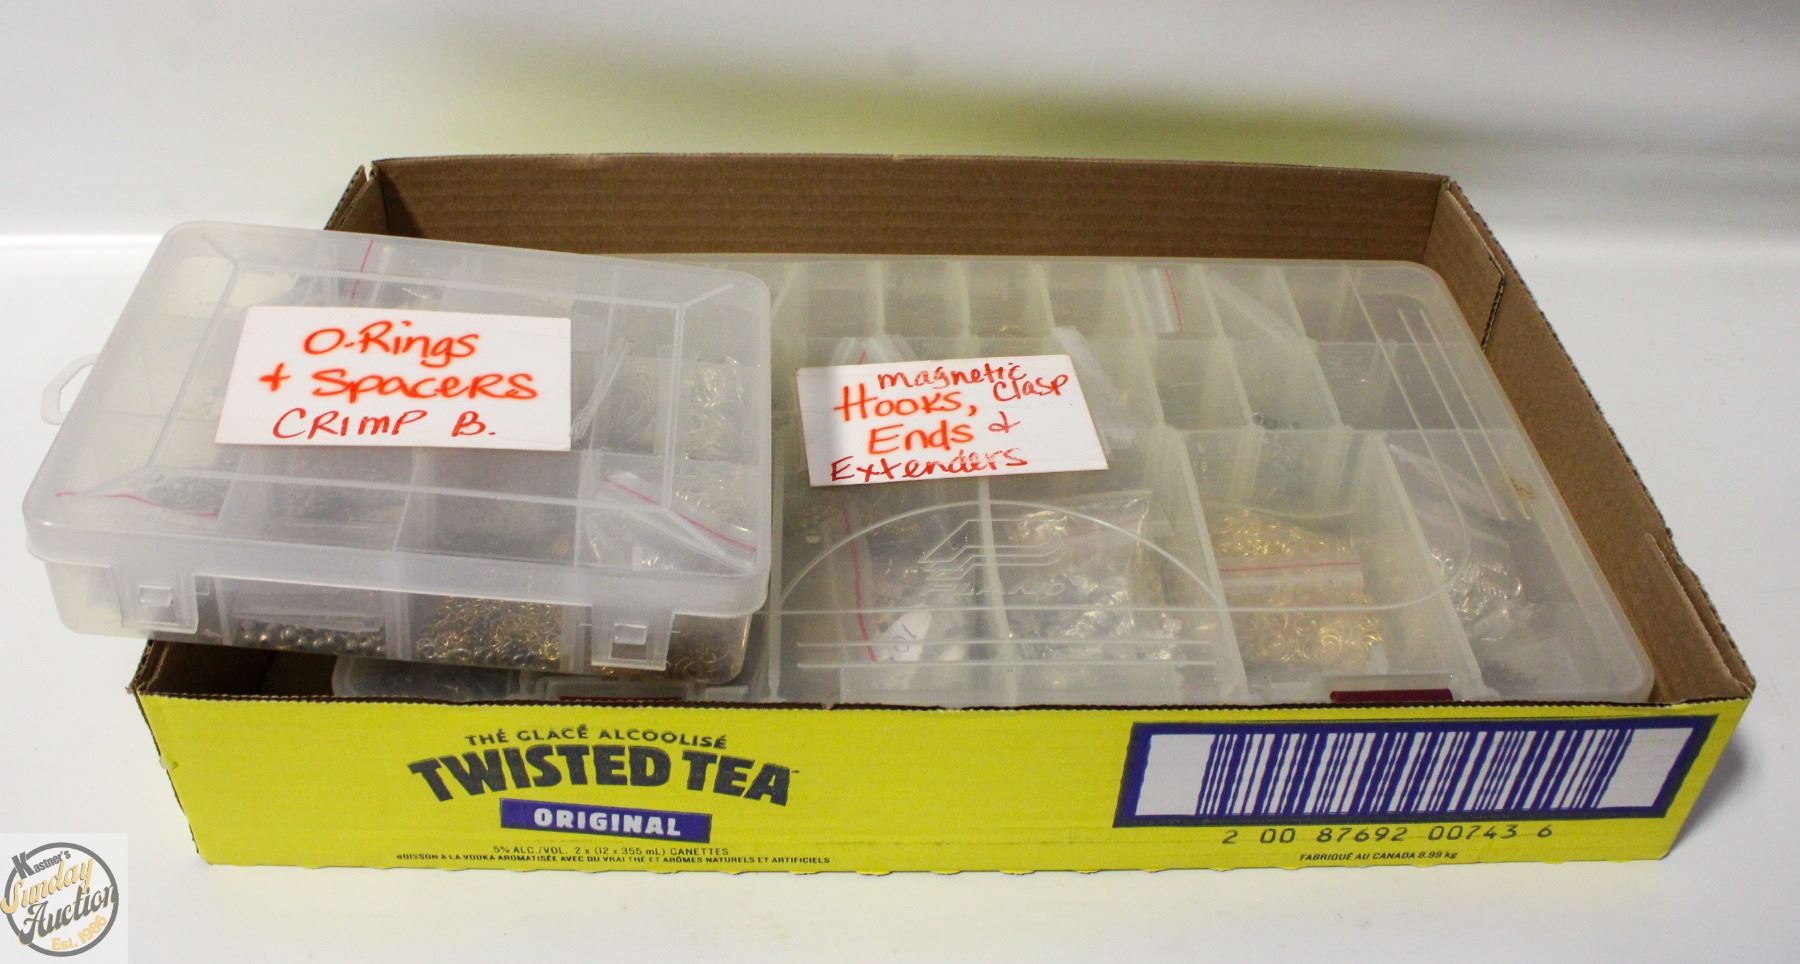 O-Rings
+ SPACERS
CRIMP B.
magnetic
Hooks, Clasp
Ends &
Extenders
PLANO
THÉ GLACÉ ALCOOLISÉ
TWISTED TEA
ORIGINAL
5% ALC./VOL. 2 x (12 x 355 mL) CANETTES
BOISSON À LA VODKA AROMATISÉE AVEC DU VRAI THÉ ET ARÔMES NATURELS ET ARTIFICIELS
2 00 87692 00743 6
FABRIQUÉ AU CANADA 8.99 kg
Kastner's
Sunday
Auction
Est. 1986